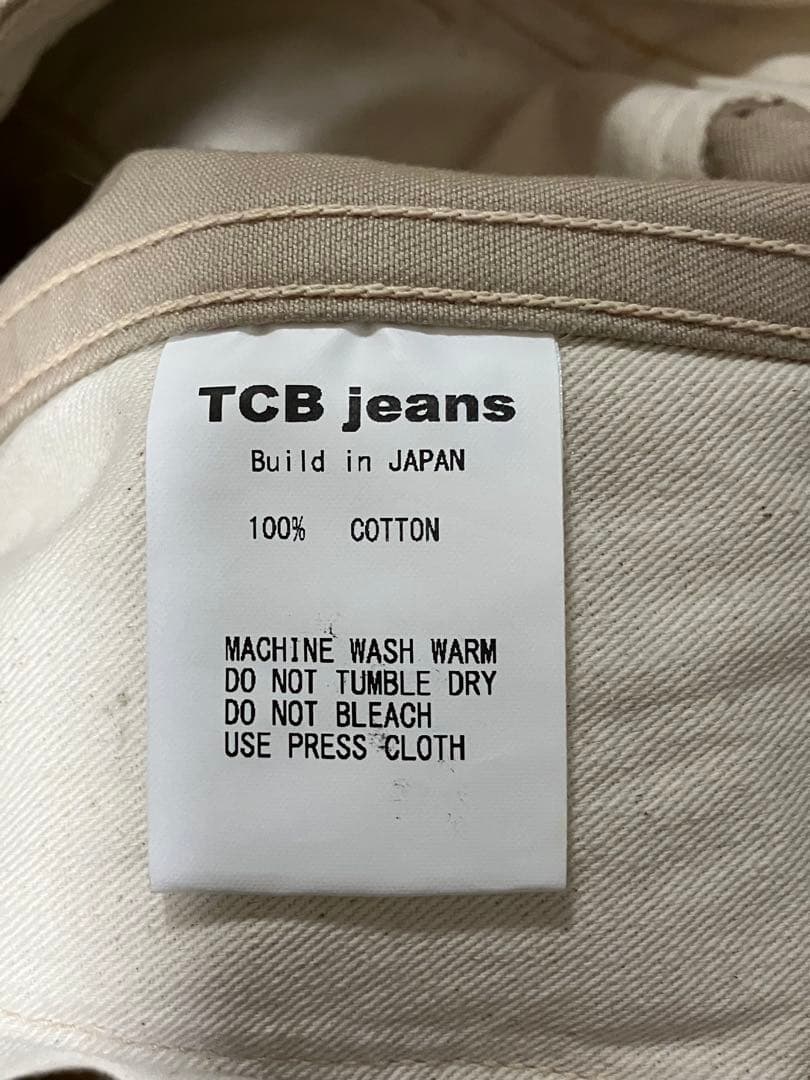 TCB jeans
Build in JAPAN
100% COTTON
MACHINE WASH WARM
DO NOT TUMBLE DRY
DO NOT BLEACH
USE PRESS CLOTH